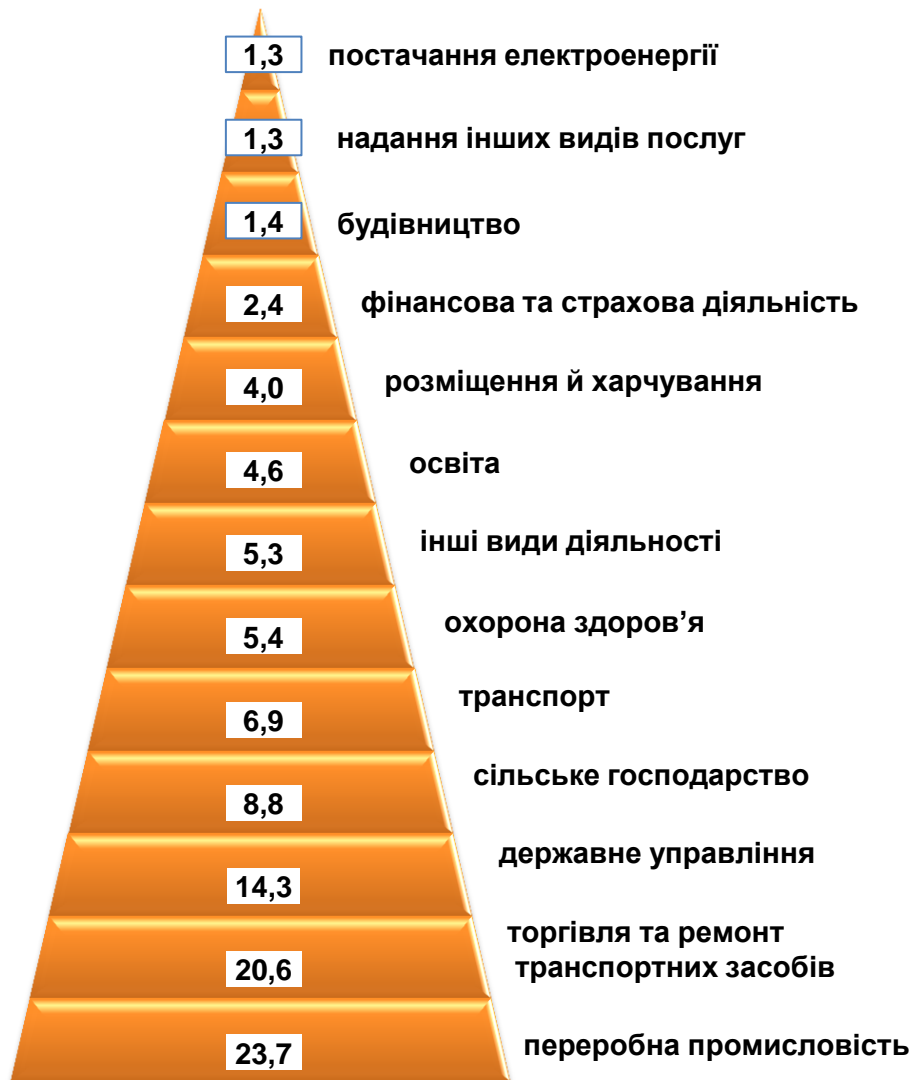 1,3 постачання електроенергії
1,3 надання інших видів послуг
1,4 будівництво
2,4 фінансова та страхова діяльність
4,0 розміщення й харчування
4,6 освіта
5,3 інші види діяльності
5,4 охорона здоров’я
6,9 транспорт
8,8 сільське господарство
14,3 державне управління
торгівля та ремонт
20,6 транспортних засобів
23,7 переробна промисловість